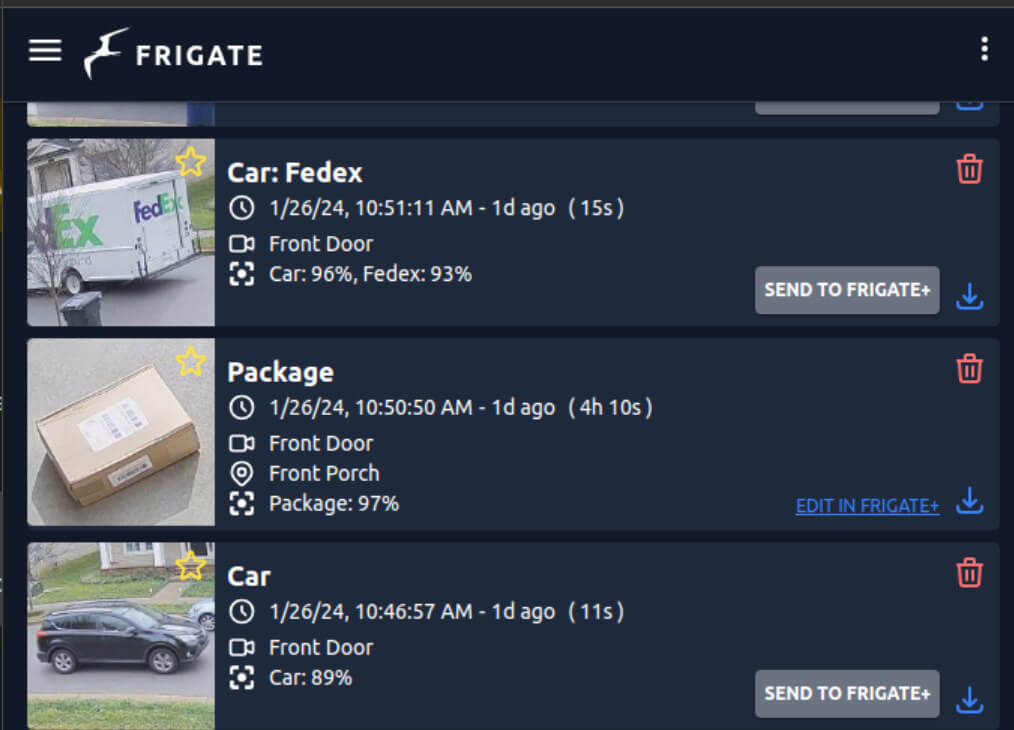 FRIGATE
FedEx
Ex
Car: Fedex
1/26/24, 10:51:11 AM - 1d ago ( 15s )
Front Door
Car: 96%, Fedex: 93%
SEND TO FRIGATE+
Package
1/26/24, 10:50:50 AM - 1d ago ( 4h 10s )
Front Door
Front Porch
Package: 97%
EDIT IN FRIGATE+
Car
1/26/24, 10:46:57 AM - 1d ago ( 11s )
Front Door
Car: 89%
SEND TO FRIGATE+